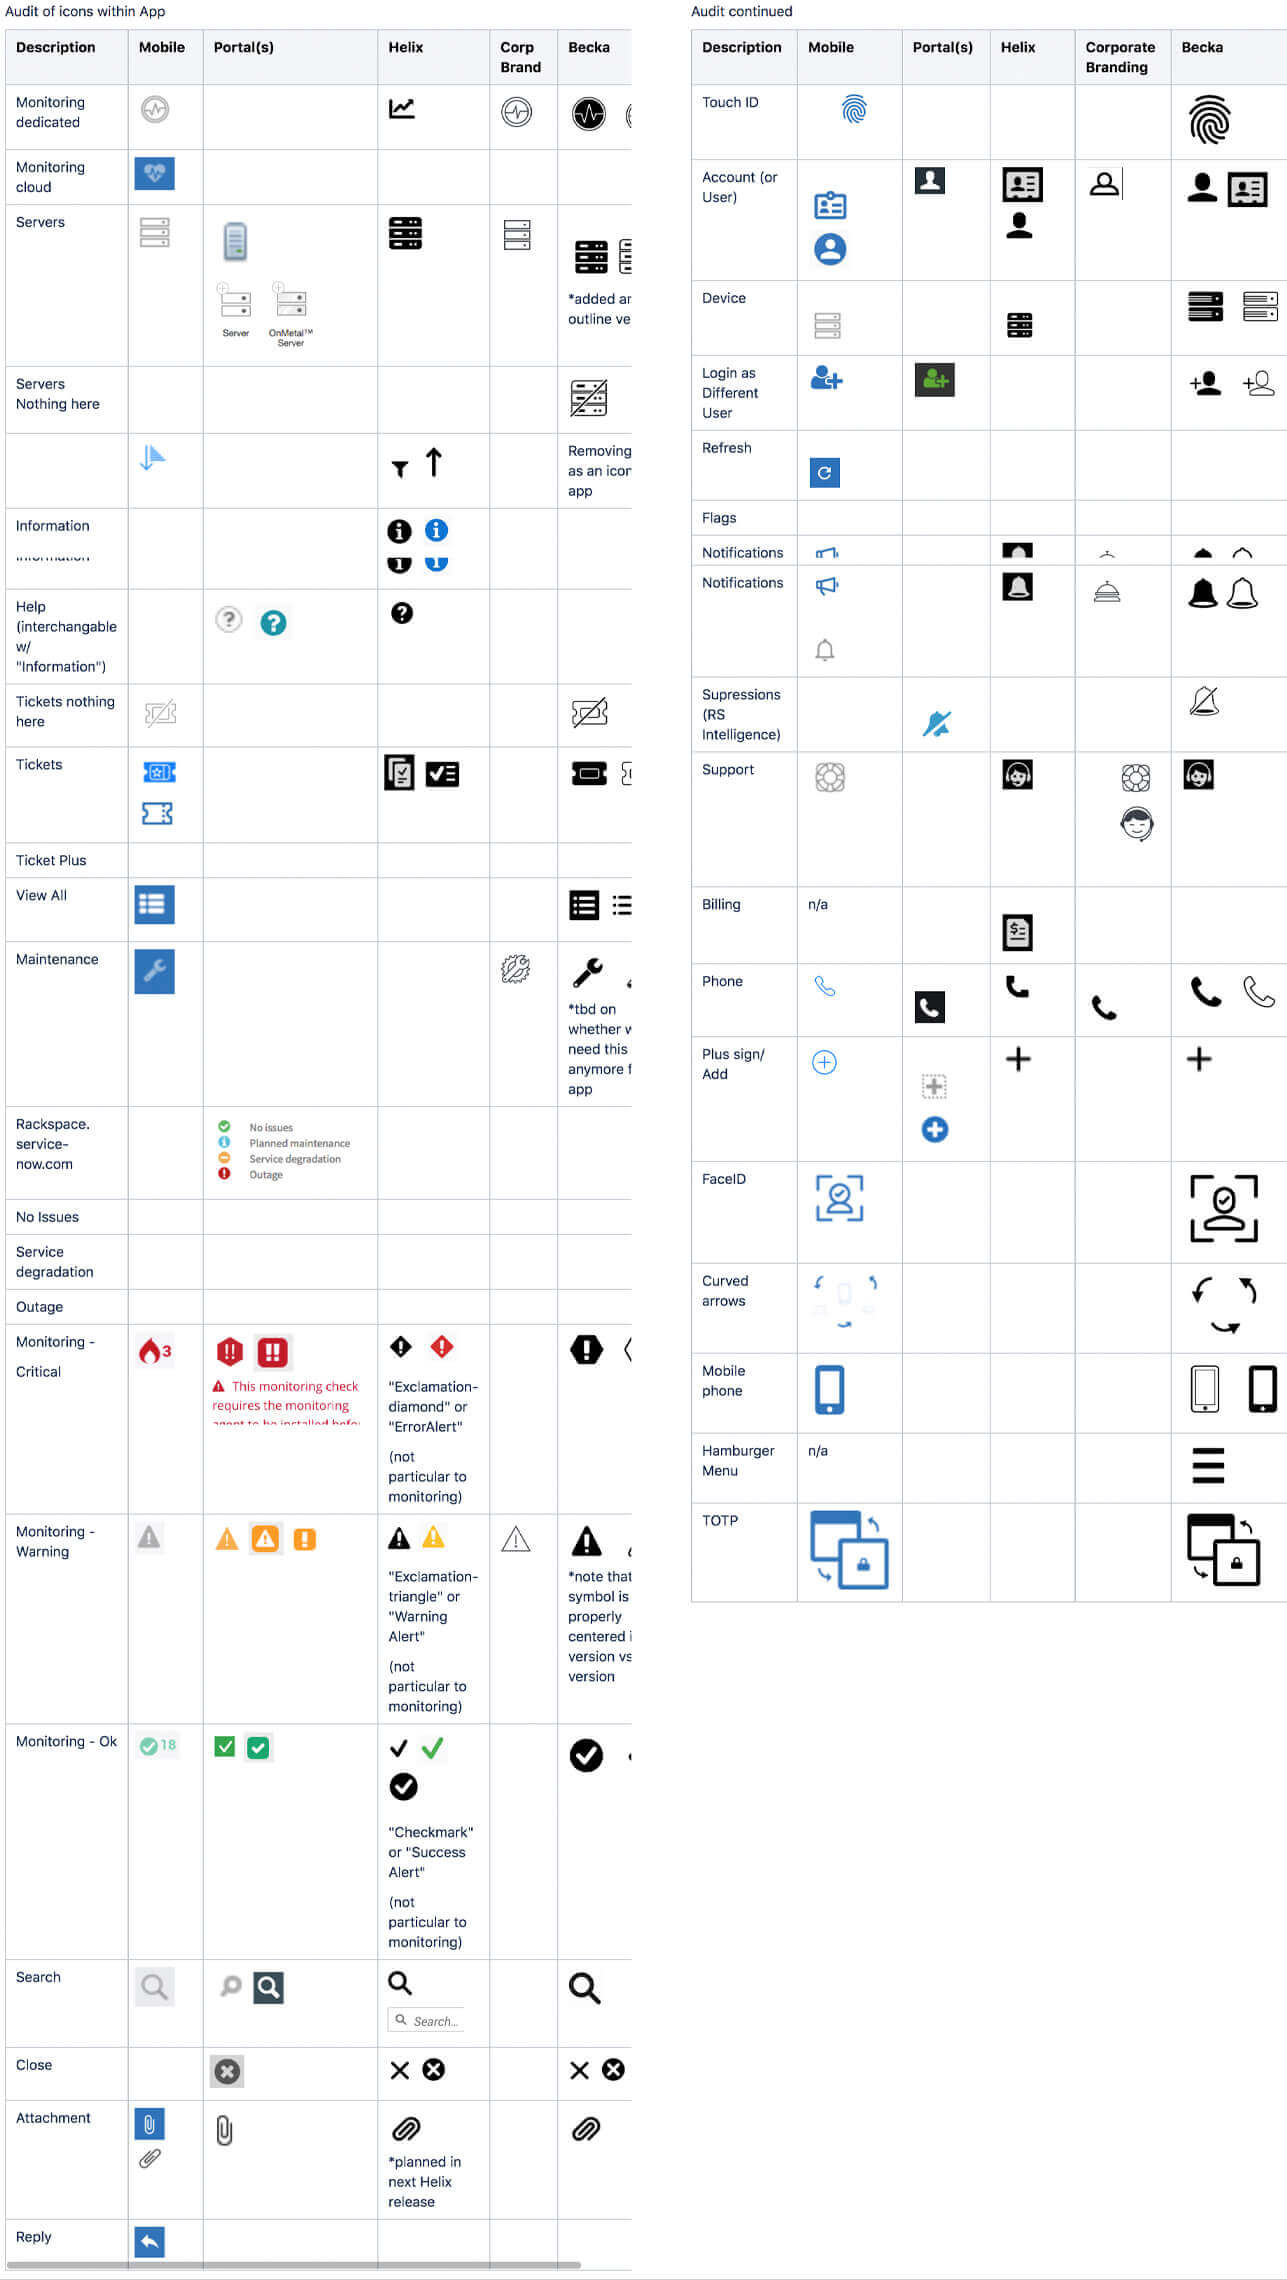 Audit of icons within App
Description Mobile Portal(s) Helix Corp Brand Becka
Monitoring
dedicated
Monitoring
cloud
Servers
Server OnMetal™
Server
*added
outline
Servers
Nothing here
Removing
as an
app
Information
Help
(interchangable
w/
"Information")
Tickets nothing
here
Tickets
Ticket Plus
View All
Maintenance
*tbd on
whether
need this
anymore
app
Rackspace.
service-
now.com
No issues
Planned maintenance
Service degradation
Outage
No Issues
Service
degradation
Outage
Monitoring -
Critical
3
This monitoring check
requires the monitoring
"Exclamation-
diamond" or
"ErrorAlert"
(not
particular to
monitoring)
Monitoring -
Warning
"Exclamation-
triangle" or
"Warning
Alert"
(not
particular to
monitoring)
*note that
symbol is
properly
centered
version vs
version
Monitoring - Ok
18
"Checkmark"
or "Success
Alert"
(not
particular to
monitoring)
Search
Search...
Close
Attachment
*planned in
next Helix
release
Reply
Audit continued
Description Mobile Portal(s) Helix Corporate Branding Becka
Touch ID
Account (or
User)
Device
Login as
Different
User
Refresh
Flags
Notifications
Notifications
Supressions
(RS
Intelligence)
Support
Billing n/a
Phone
Plus sign/
Add
FaceID
Curved
arrows
Mobile
phone
Hamburger n/a
Menu
TOTP